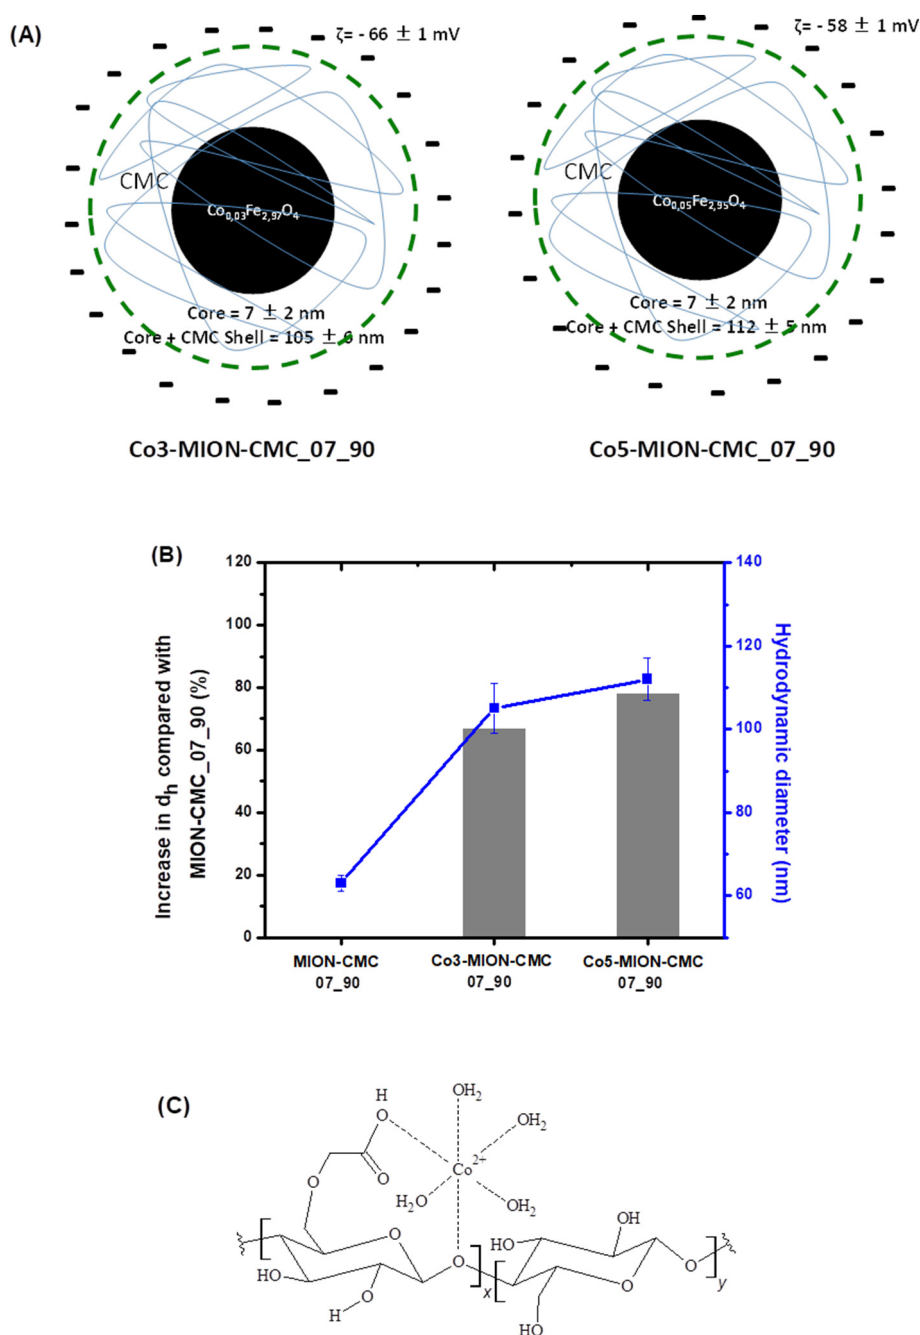 (A)
ζ= - 66 ± 1 mV
ζ= - 58 ± 1 mV
CMC
Co0,03Fe2,97O4
Core = 7 ± 2 nm
Core + CMC Shell = 105 ± 6 nm
Co3-MION-CMC_07_90
CMC
Co0,05Fe2,95O4
Core = 7 ± 2 nm
Core + CMC Shell = 112 ± 5 nm
Co5-MION-CMC_07_90
(B)
Increase in dh compared with
MION-CMC_07_90 (%)
120
100
80
60
40
20
0
140
120
100
80
60
Hydrodynamic diameter (nm)
MION-CMC
07_90
Co3-MION-CMC
07_90
Co5-MION-CMC
07_90
(C)
H
O
OH2
OH2
Co2+
O
O
H2O
OH2
O
O
HO
O
H
x
HO
OH
O
HO
O
y